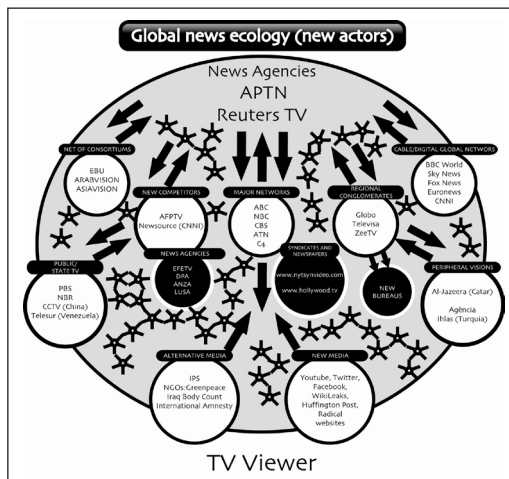 Global news ecology (new actors)
News Agencies
APTN
Reuters TV
NET OF CONSORTIUMS
EBU
ARABVISION
ASIAVISION
CABLE/DIGITAL GLOBAL NETWORS
BBC World
Sky News
Fox News
Euronews
CNNI
NEW COMPETITORS
AFPTV
Newsource (CNNI)
MAJOR NETWORKS
ABC
NBC
CBS
ATN
C4
REGIONAL
CONGLOMERATES
Globo
Televisa
ZeeTV
PUBLIC/
STATE TV
PBS
NBR
CCTV (China)
Telesur (Venezuela)
NEWS AGENCIES
EFETV
DPA
ANZA
LUSA
SYNDICATES AND
NEWSPAPERS
www.nytsynvideo.com
www.hollywood.tv
NEW
BUREAUS
PERIPHERAL VISIONS
Al-Jazeera (Catar)
Agência
Ihlas (Turquia)
ALTERNATIVE MEDIA
IPS
NGOs:Greenpeace
Iraq Body Count
International Amnesty
NEW MEDIA
Youtube, Twitter,
Facebook,
WikiLeaks,
Huffington Post,
Radical
websites
TV Viewer